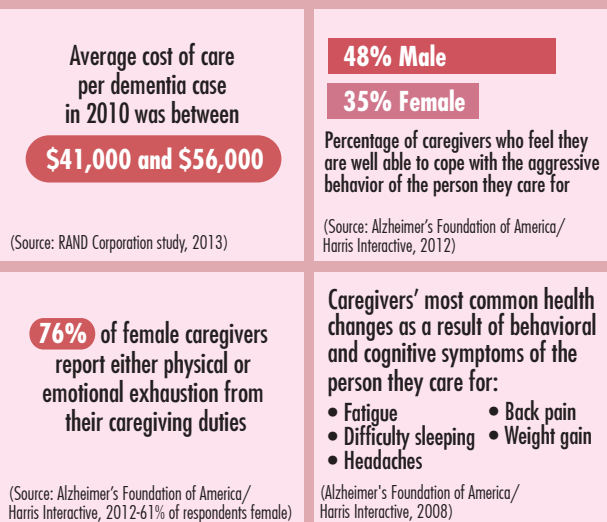 Average cost of care
per dementia case
in 2010 was between
$41,000 and $56,000
(Source: RAND Corporation study, 2013)
48% Male
35% Female
Percentage of caregivers who feel they
are well able to cope with the aggressive
behavior of the person they care for
(Source: Alzheimer’s Foundation of America/
Harris Interactive, 2012)
76% of female caregivers
report either physical or
emotional exhaustion from
their caregiving duties
(Source: Alzheimer’s Foundation of America/
Harris Interactive, 2012-61% of respondents female)
Caregivers’ most common health
changes as a result of behavioral
and cognitive symptoms of the
person they care for:
• Fatigue
• Difficulty sleeping
• Headaches
• Back pain
• Weight gain
(Alzheimer's Foundation of America/
Harris Interactive, 2008)